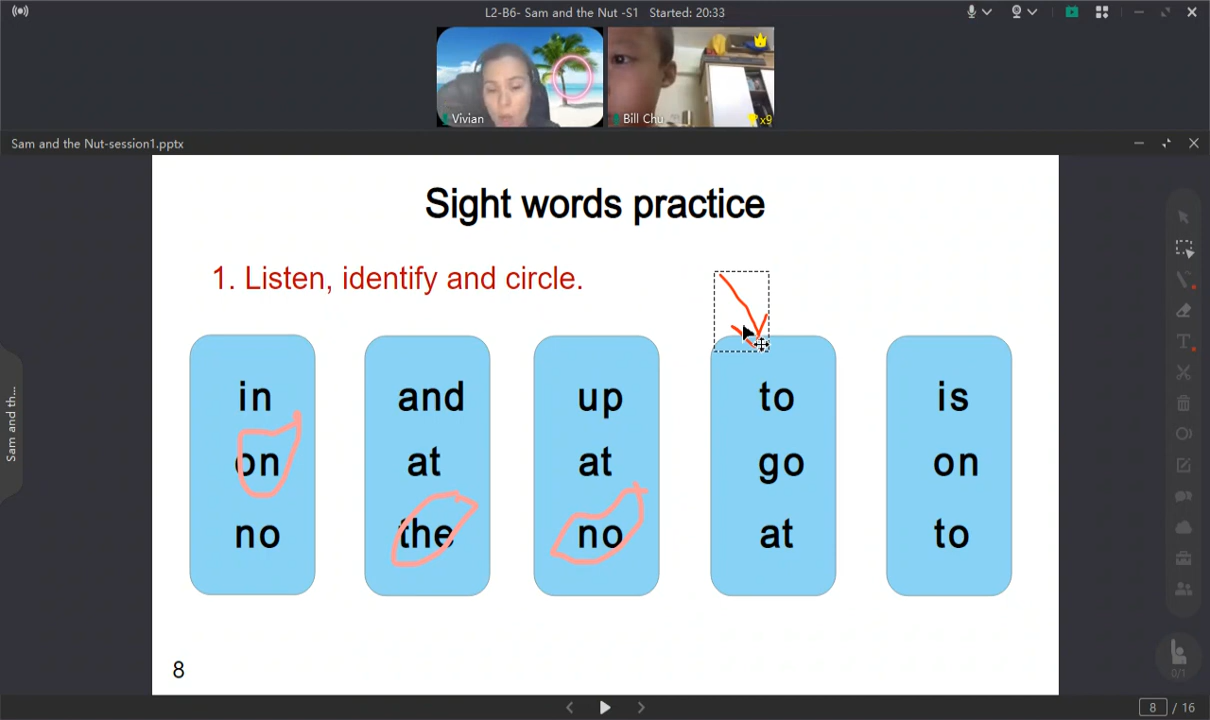 L2-B6- Sam and the Nut -S1 Started: 20:33
Vivian
Bill Chu
x9
Sam and the Nut-session1.pptx
Sight words practice
1. Listen, identify and circle.
in
on
no
and
at
the
up
at
no
to
go
at
is
on
to
Sam and th...
8
0/1
8 / 16